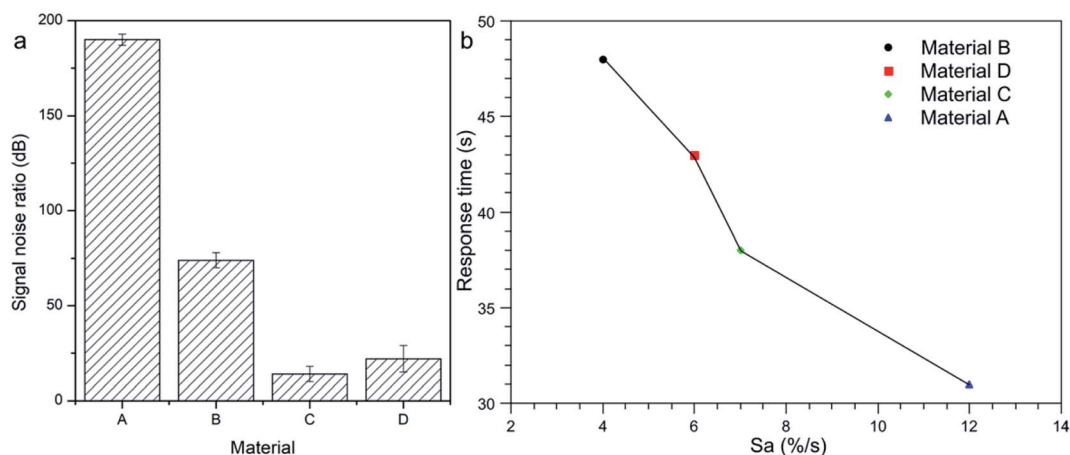 a
200
150
100
50
0
Signal noise ratio (dB)
A B C D
Material
b
50
45
40
35
30
Response time (s)
2 4 6 8 10 12 14
Sa (%/s)
Material B
Material D
Material C
Material A